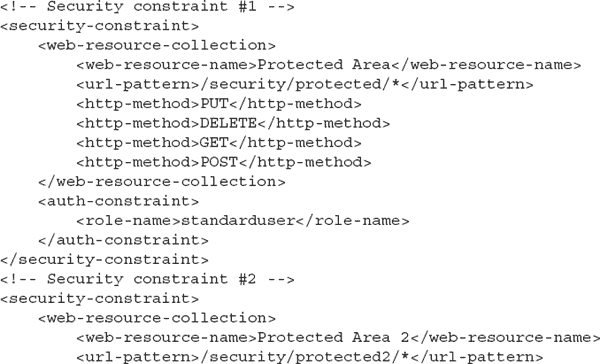 <!-- Security constraint #1 -->
<security-constraint>
    <web-resource-collection>
        <web-resource-name>Protected Area</web-resource-name>
        <url-pattern>/security/protected/*</url-pattern>
        <http-method>PUT</http-method>
        <http-method>DELETE</http-method>
        <http-method>GET</http-method>
        <http-method>POST</http-method>
    </web-resource-collection>
    <auth-constraint>
        <role-name>standarduser</role-name>
    </auth-constraint>
</security-constraint>
<!-- Security constraint #2 -->
<security-constraint>
    <web-resource-collection>
        <web-resource-name>Protected Area 2</web-resource-name>
        <url-pattern>/security/protected2/*</url-pattern>